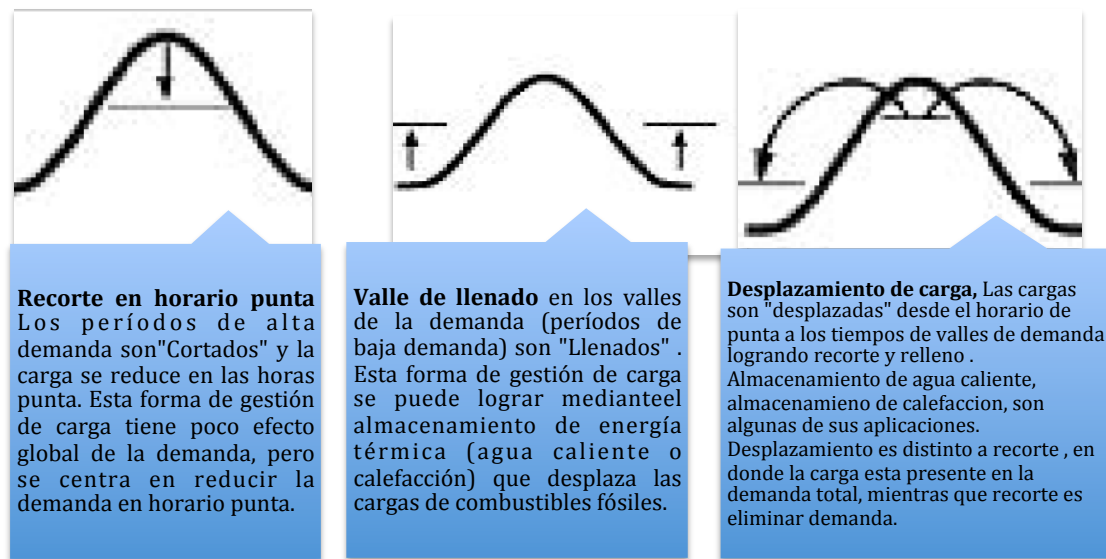 Recorte en horario punta
Los períodos de alta
demanda son"Cortados" y la
carga se reduce en las horas
punta. Esta forma de gestión
de carga tiene poco efecto
global de la demanda, pero
se centra en reducir la
demanda en horario punta.
Valle de llenado en los valles
de la demanda (períodos de
baja demanda) son "Llenados" .
Esta forma de gestión de carga
se puede lograr medianteel
almacenamiento de energía
térmica (agua caliente o
calefacción) que desplaza las
cargas de combustibles fósiles.
Desplazamiento de carga, Las cargas
son "desplazadas" desde el horario de
punta a los tiempos de valles de demanda
logrando recorte y relleno .
Almacenamiento de agua caliente,
almacenamieno de calefaccion, son
algunas de sus aplicaciones.
Desplazamiento es distinto a recorte , en
donde la carga esta presente en la
demanda total, mientras que recorte es
eliminar demanda.